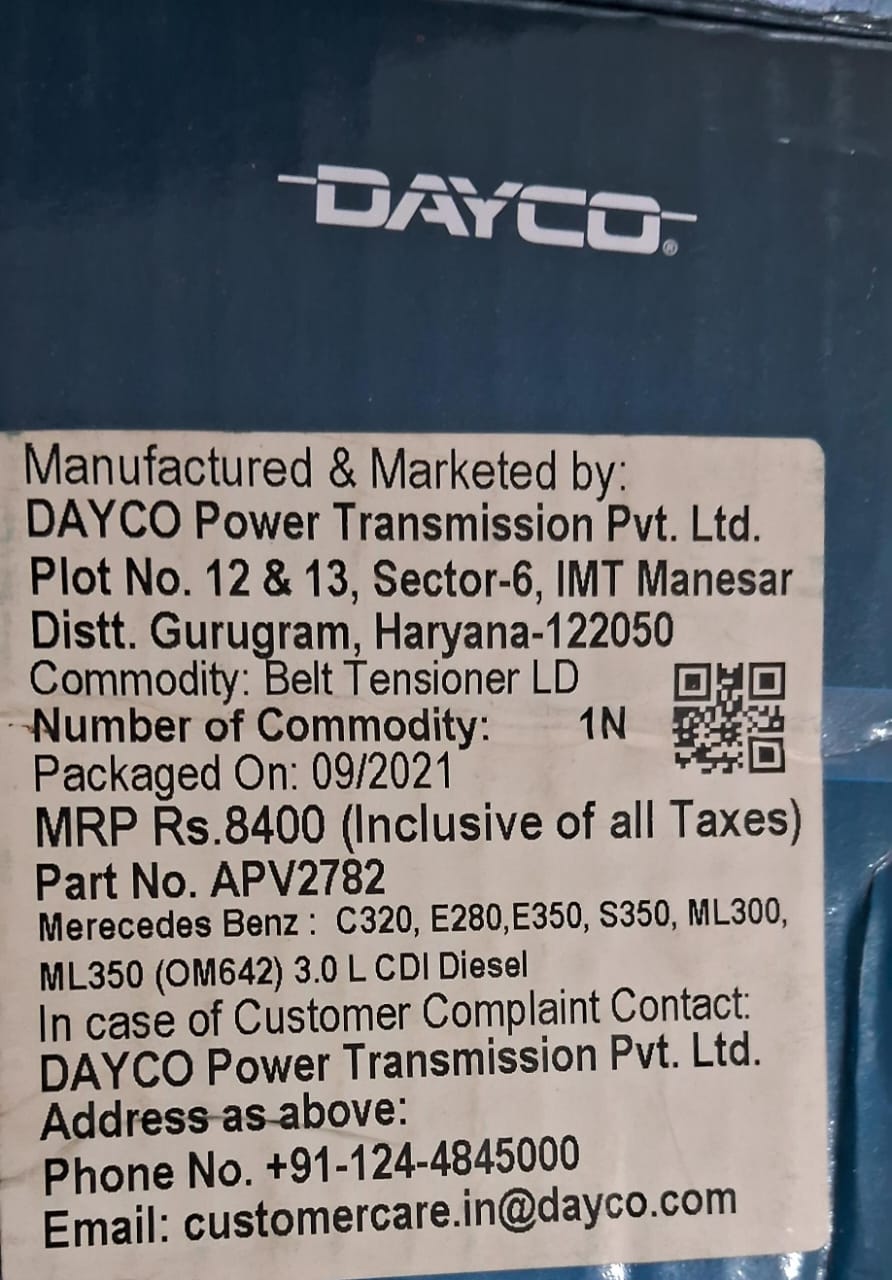 DAYCO®
Manufactured & Marketed by:
DAYCO Power Transmission Pvt. Ltd.
Plot No. 12 & 13, Sector-6, IMT Manesar
Distt. Gurugram, Haryana-122050
Commodity: Belt Tensioner LD
Number of Commodity: 1N
Packaged On: 09/2021
MRP Rs.8400 (Inclusive of all Taxes)
Part No. APV2782
Merecedes Benz : C320, E280,E350, S350, ML300,
ML350 (OM642) 3.0 L CDI Diesel
In case of Customer Complaint Contact:
DAYCO Power Transmission Pvt. Ltd.
Address as above:
Phone No. +91-124-4845000
Email: customercare.in@dayco.com